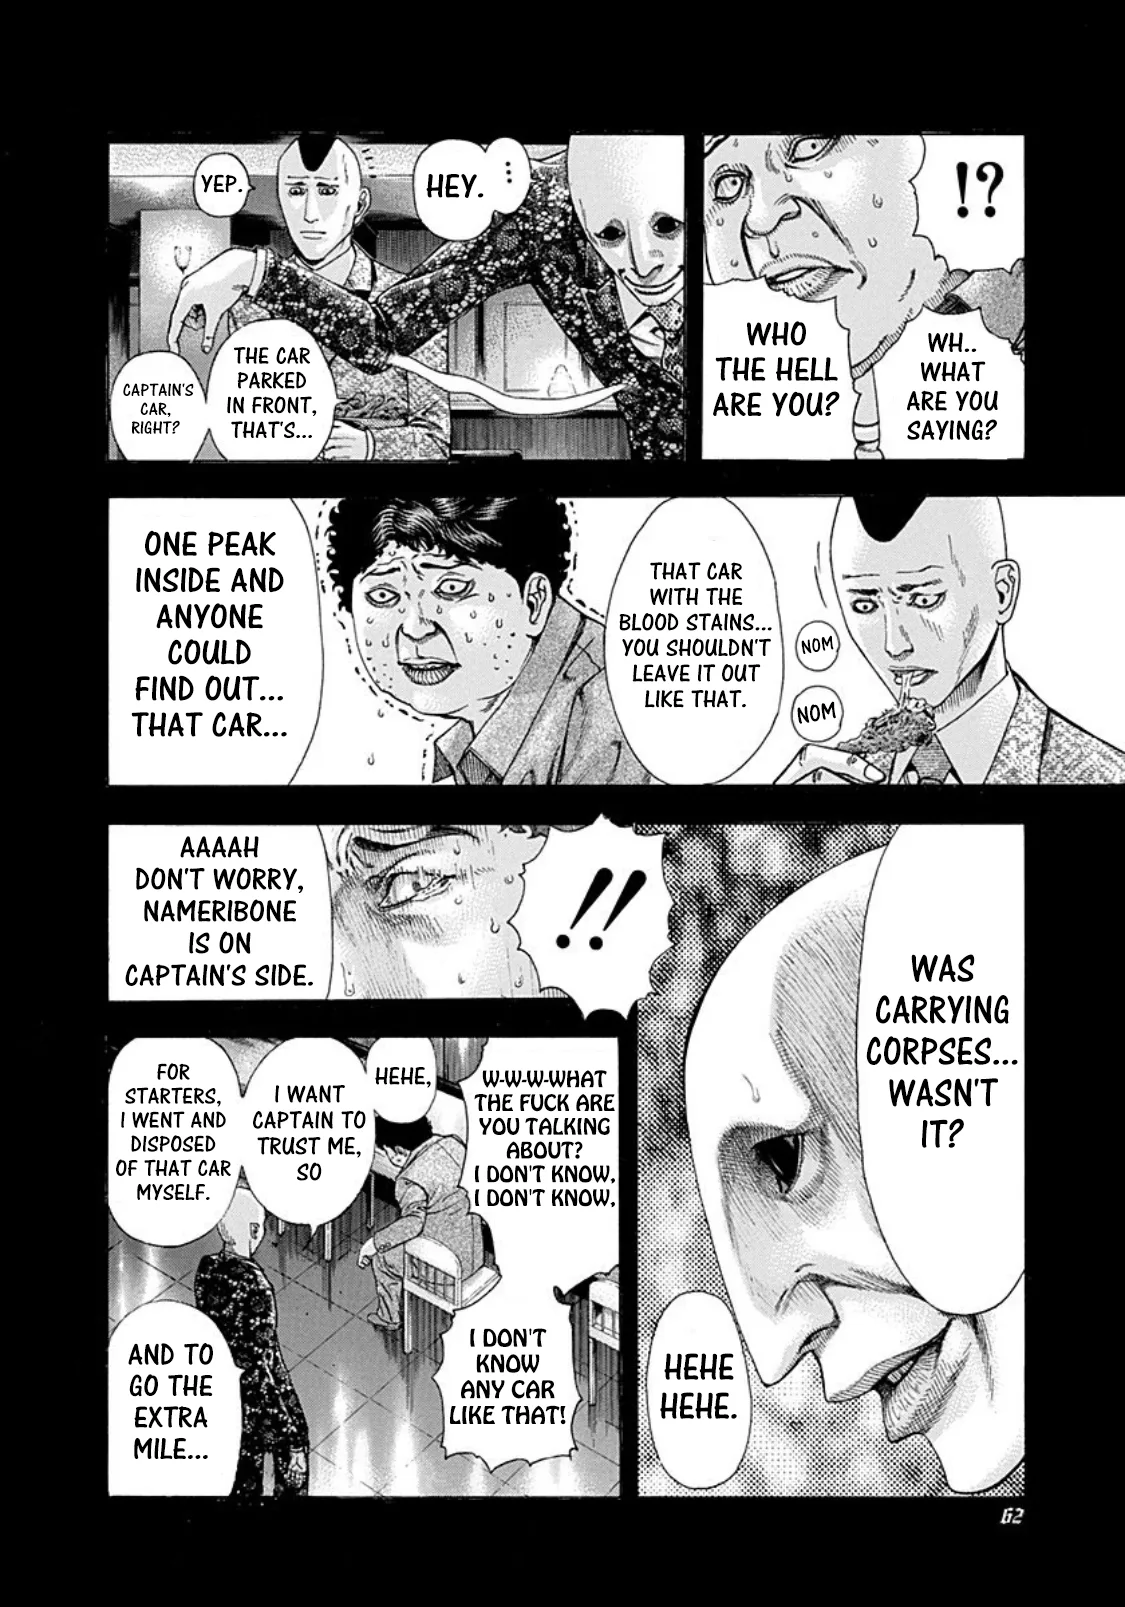 !?
WH..
WHAT
ARE YOU
SAYING?
WHO
THE HELL
ARE YOU?
...
HEY.
YEP.
THE CAR
PARKED
IN FRONT,
THAT'S...
CAPTAIN'S
CAR,
RIGHT?
NOM
NOM
THAT CAR
WITH THE
BLOOD STAINS...
YOU SHOULDN'T
LEAVE IT OUT
LIKE THAT.
ONE PEAK
INSIDE AND
ANYONE
COULD
FIND OUT...
THAT CAR...
WAS
CARRYING
CORPSES...
WASN'T
IT?
HEHE
HEHE.
!!
AAAAH
DON'T WORRY,
NAMERIBONE
IS ON
CAPTAIN'S SIDE.
W-W-W-WHAT
THE FUCK ARE
YOU TALKING
ABOUT?
I DON'T KNOW,
I DON'T KNOW,
I DON'T
KNOW
ANY CAR
LIKE THAT!
HEHE,
I WANT
CAPTAIN TO
TRUST ME,
SO
FOR
STARTERS,
I WENT AND
DISPOSED
OF THAT CAR
MYSELF.
AND TO
GO THE
EXTRA
MILE...
62